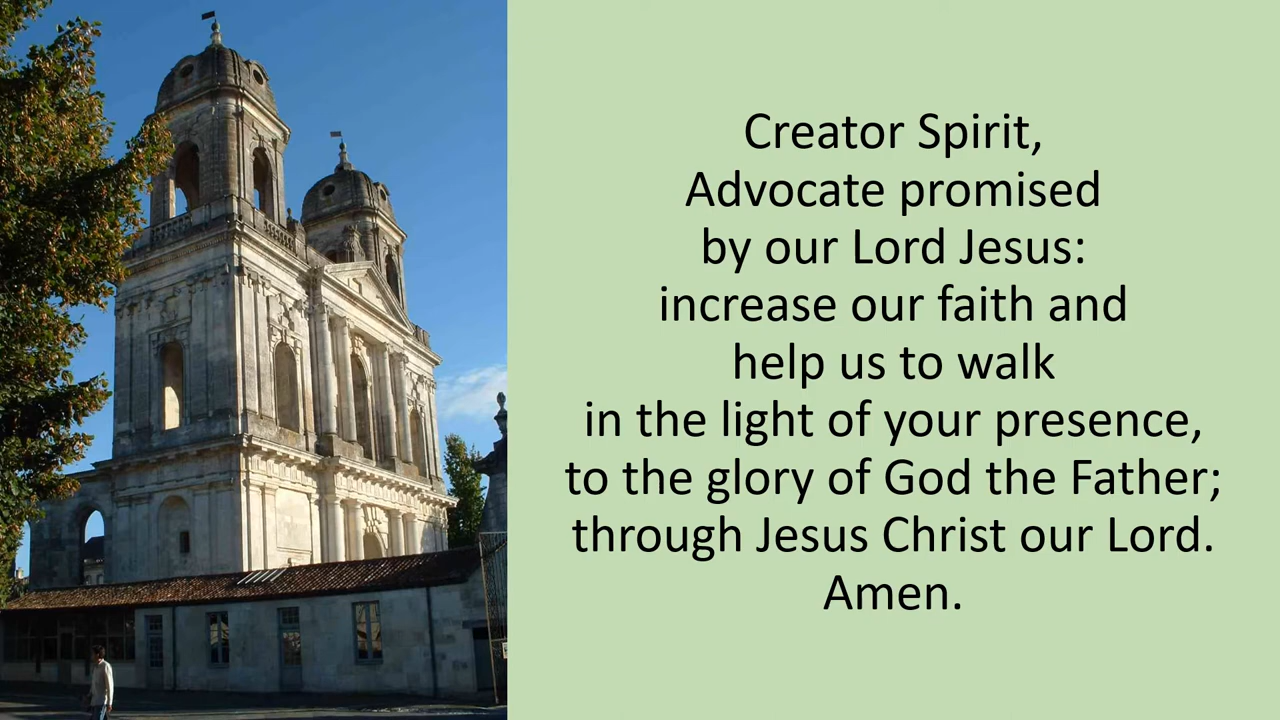 Creator Spirit,
Advocate promised
by our Lord Jesus:
increase our faith and
help us to walk
in the light of your presence,
to the glory of God the Father;
through Jesus Christ our Lord.
Amen.